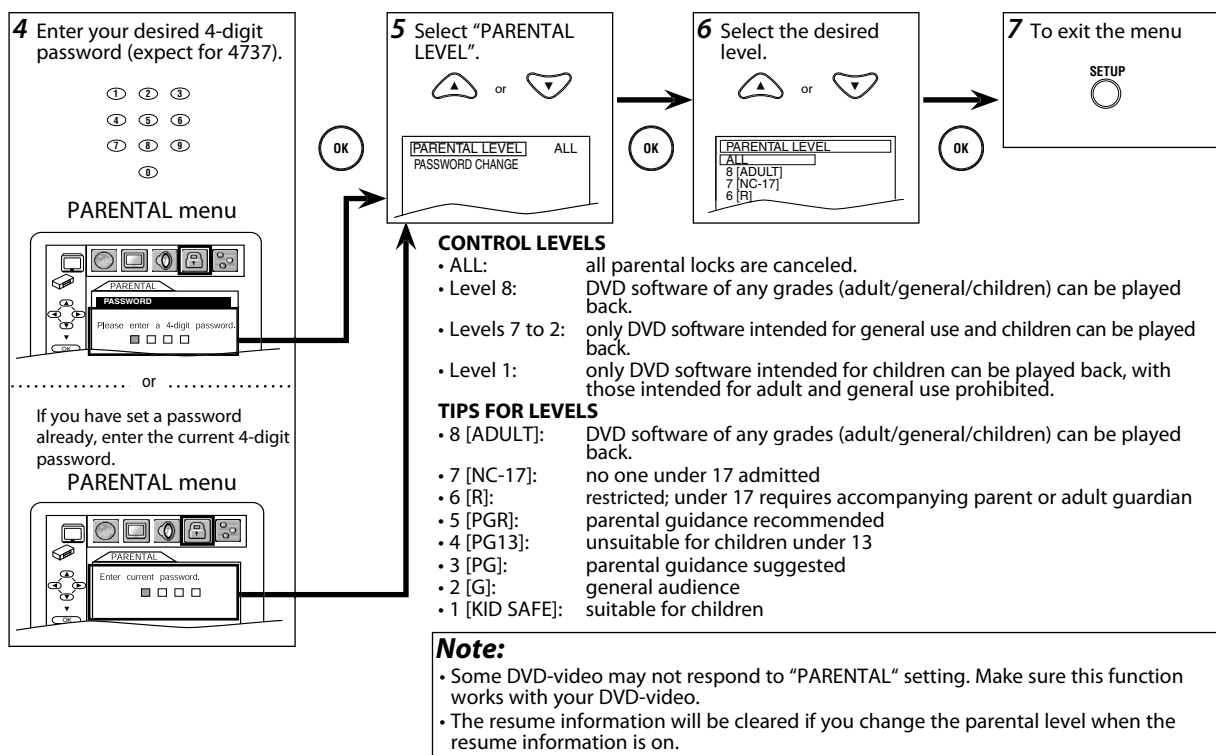 4 Enter your desired 4-digit
password (expect for 4737).
1 2 3
4 5 6
7 8 9
0
PARENTAL menu
PARENTAL
PASSWORD
Please enter a 4-digit password.
OK
or
If you have set a password
already, enter the current 4-digit
password.
PARENTAL menu
PARENTAL
Enter current password.
OK
OK
5 Select “PARENTAL
LEVEL”.
or
PARENTAL LEVEL ALL
PASSWORD CHANGE
OK
6 Select the desired
level.
or
PARENTAL LEVEL
ALL
8 [ADULT]
7 [NC-17]
6 [R]
OK
7 To exit the menu
SETUP
CONTROL LEVELS
• ALL: all parental locks are canceled.
• Level 8: DVD software of any grades (adult/general/children) can be played
back.
• Levels 7 to 2: only DVD software intended for general use and children can be played
back.
• Level 1: only DVD software intended for children can be played back, with
those intended for adult and general use prohibited.
TIPS FOR LEVELS
• 8 [ADULT]: DVD software of any grades (adult/general/children) can be played
back.
• 7 [NC-17]: no one under 17 admitted
• 6 [R]: restricted; under 17 requires accompanying parent or adult guardian
• 5 [PGR]: parental guidance recommended
• 4 [PG13]: unsuitable for children under 13
• 3 [PG]: parental guidance suggested
• 2 [G]: general audience
• 1 [KID SAFE]: suitable for children
Note:
• Some DVD-video may not respond to “PARENTAL“ setting. Make sure this function
works with your DVD-video.
• The resume information will be cleared if you change the parental level when the
resume information is on.